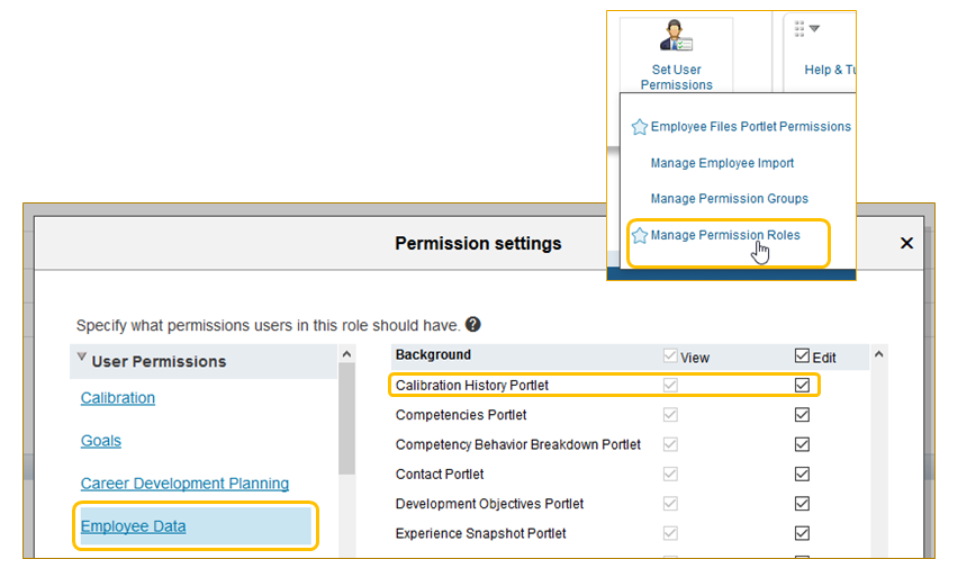 Set User
Permissions
Help &
Employee Files Portlet Permissions
Manage Employee Import
Manage Permission Groups
Manage Permission Roles
Permission settings
Specify what permissions users in this role should have.
User Permissions
Calibration
Goals
Career Development Planning
Employee Data
Background View Edit
Calibration History Portlet
Competencies Portlet
Competency Behavior Breakdown Portlet
Contact Portlet
Development Objectives Portlet
Experience Snapshot Portlet